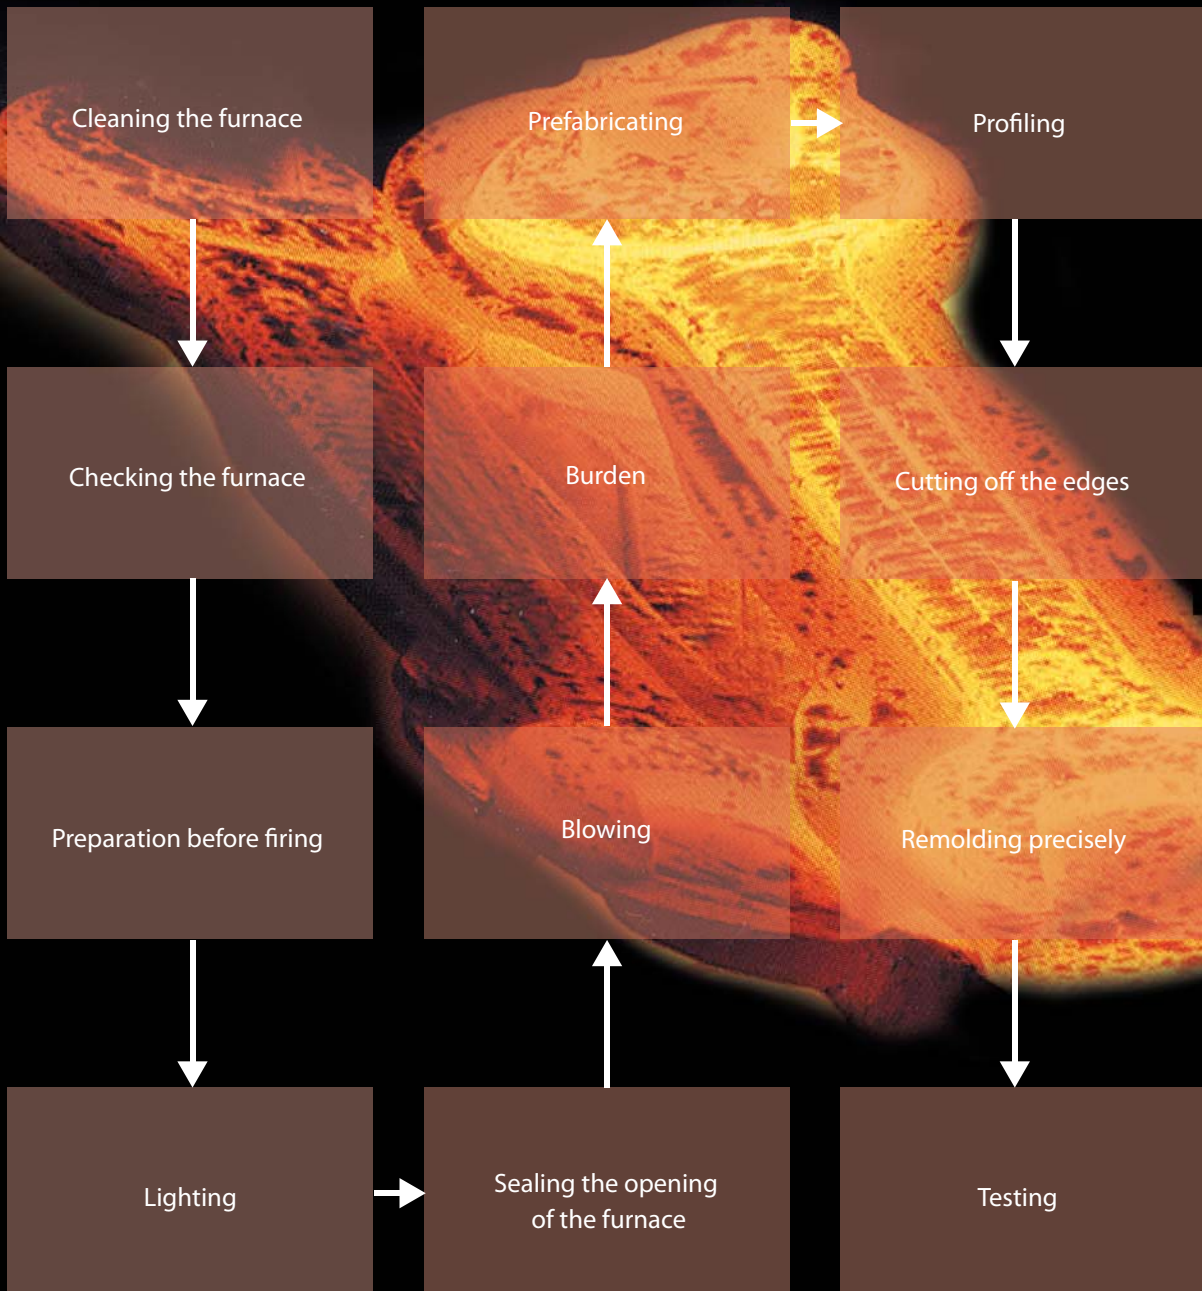 Cleaning the furnace
Checking the furnace
Preparation before firing
Lighting
Sealing the opening
of the furnace
Blowing
Burden
Prefabricating
Profiling
Cutting off the edges
Remolding precisely
Testing